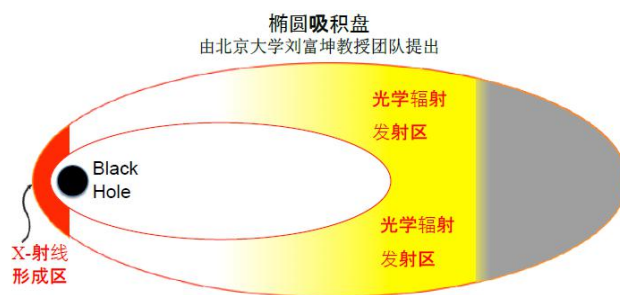 椭圆吸积盘
由北京大学刘富坤教授团队提出
光学辐射
发射区
Black
Hole
光学辐射
发射区
X-射线
形成区